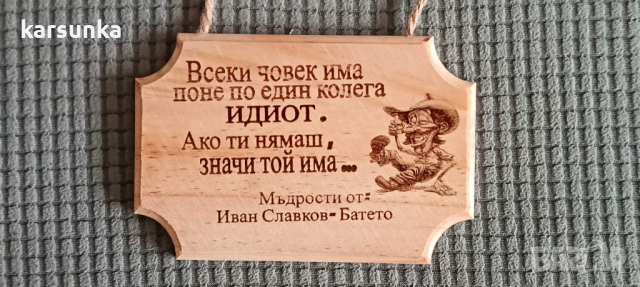 karsunka
Всеки човек има
поне по един колега
ИДИОТ.
Ако ти нямаш,
значи той има...
Мъдрости от:
Иван Славков-Батето